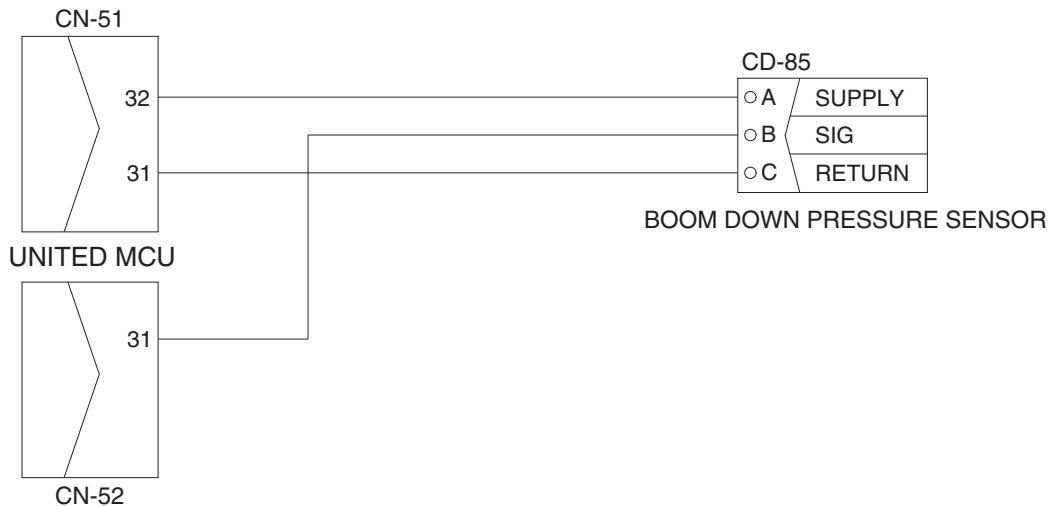 CN-51
32
31
UNITED MCU
31
CN-52
CD-85
A SUPPLY
B SIG
C RETURN
BOOM DOWN PRESSURE SENSOR